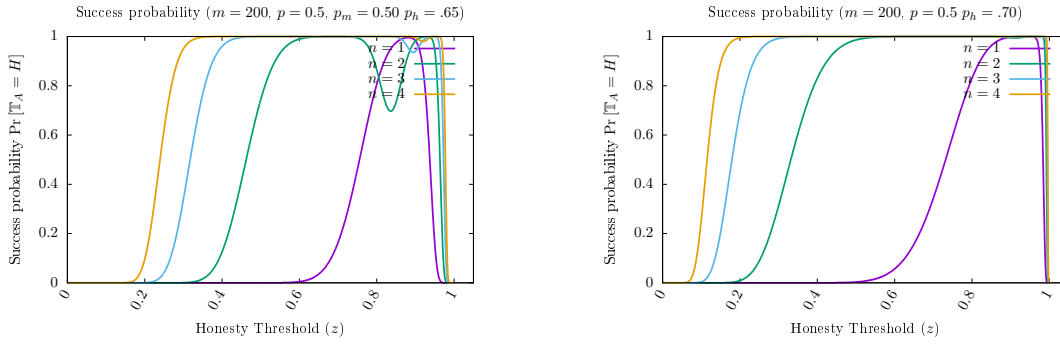 Success probability (m = 200, p = 0.5, p_m = 0.50 p_h = .65)
Success probability Pr [𝕋_A = H]
1
0.8
0.6
0.4
0.2
0
n = 1
n = 2
n = 3
n = 4
0 0.2 0.4 0.6 0.8 1
Honesty Threshold (z)
Success probability (m = 200, p = 0.5 p_h = .70)
Success probability Pr [𝕋_A = H]
1
0.8
0.6
0.4
0.2
0
n = 1
n = 2
n = 3
n = 4
0 0.2 0.4 0.6 0.8 1
Honesty Threshold (z)